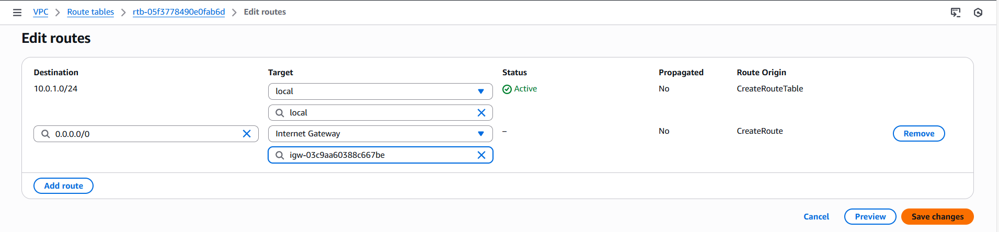 VPC > Route tables > rtb-05f3778490e0fab6d > Edit routes
Edit routes
Destination Target Status Propagated Route Origin
10.0.1.0/24 local Active No CreateRouteTable
local
0.0.0.0/0 Internet Gateway – No CreateRoute Remove
igw-03c9aa60388c667be
Add route
Cancel Preview Save changes